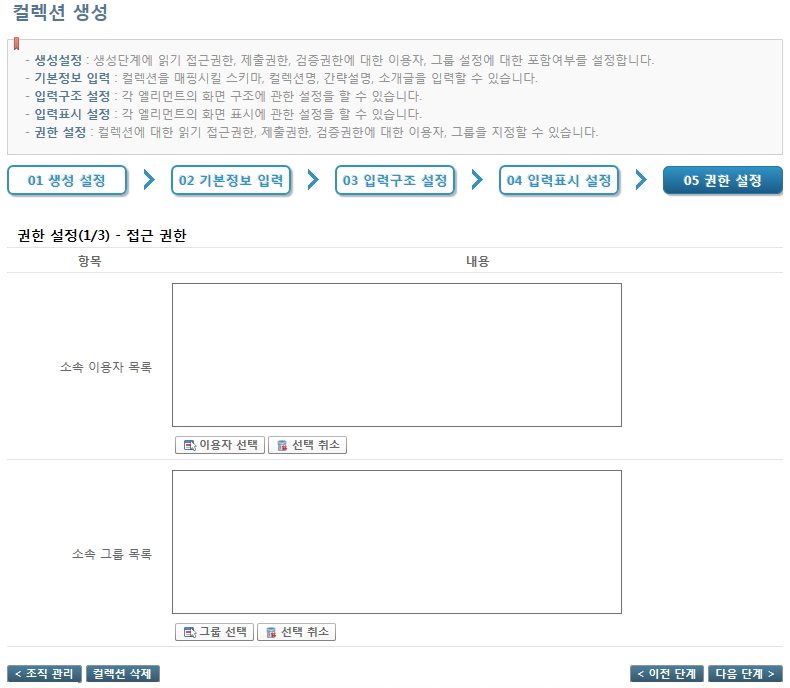 컬렉션 생성
- 생성설정 : 생성단계에 읽기 접근권한, 제출권한, 검증권한에 대한 이용자, 그룹 설정에 대한 포함여부를 설정합니다.
- 기본정보 입력 : 컬렉션을 매핑시킬 스키마, 컬렉션명, 간략설명, 소개글을 입력할 수 있습니다.
- 입력구조 설정 : 각 엘리먼트의 화면 구조에 관한 설정을 할 수 있습니다.
- 입력표시 설정 : 각 엘리먼트의 화면 표시에 관한 설정을 할 수 있습니다.
- 권한 설정 : 컬렉션에 대한 읽기 접근권한, 제출권한, 검증권한에 대한 이용자, 그룹을 지정할 수 있습니다.
01 생성 설정 02 기본정보 입력 03 입력구조 설정 04 입력표시 설정 05 권한 설정
권한 설정(1/3) - 접근 권한
항목 내용
소속 이용자 목록
이용자 선택 선택 취소
소속 그룹 목록
그룹 선택 선택 취소
< 조직 관리 컬렉션 삭제 < 이전 단계 다음 단계 >